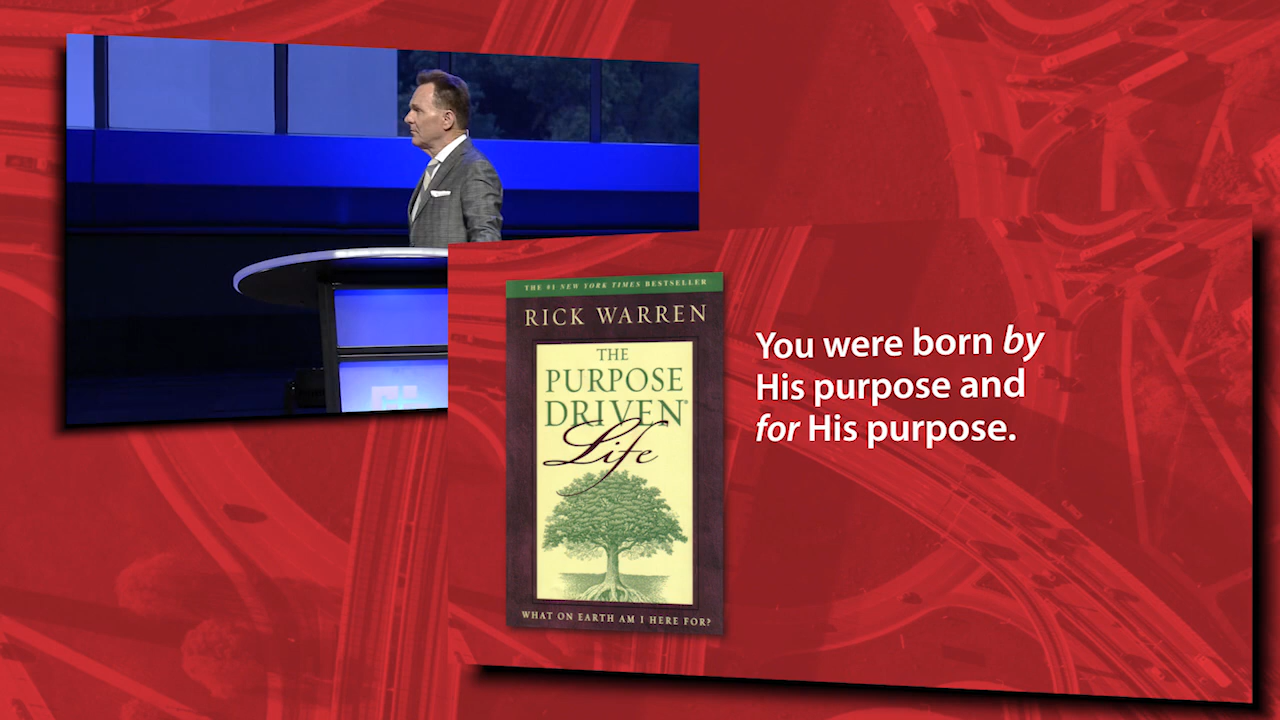 THE #1 NEW YORK TIMES BESTSELLER
RICK WARREN
THE
PURPOSE
DRIVEN®
Life
WHAT ON EARTH AM I HERE FOR?
You were born by
His purpose and
for His purpose.